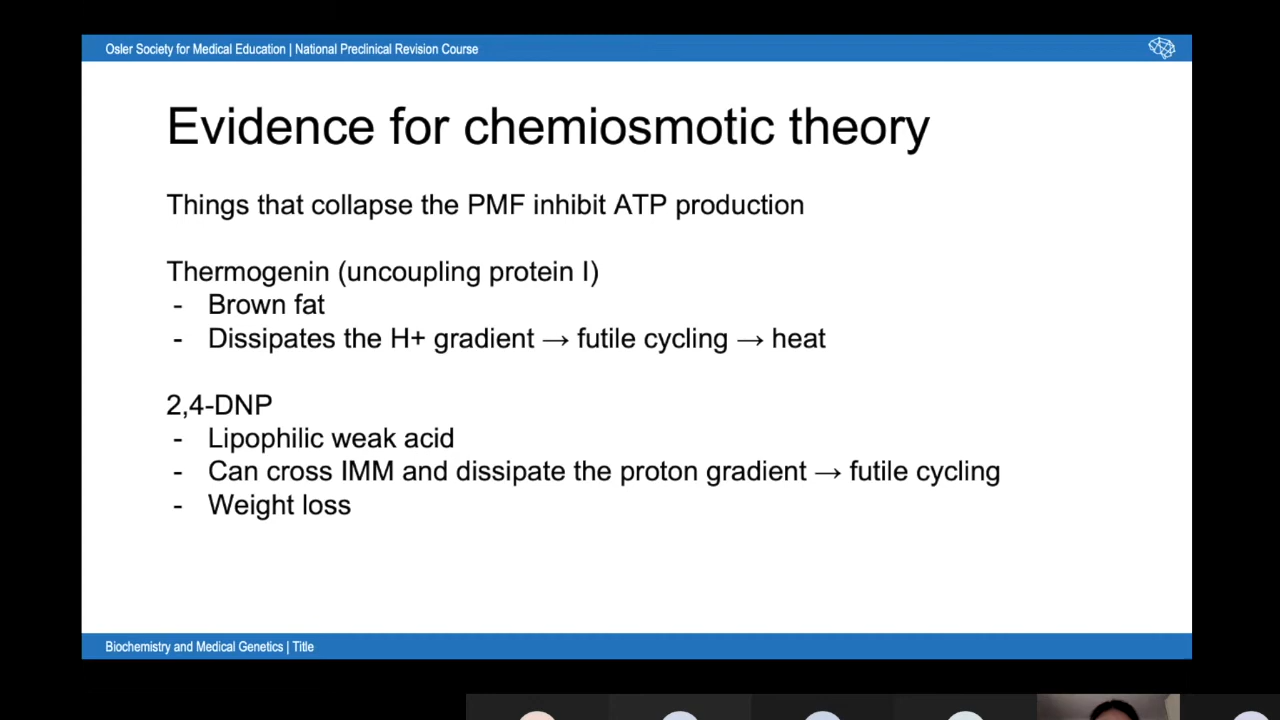 Osler Society for Medical Education | National Preclinical Revision Course
Evidence for chemiosmotic theory
Things that collapse the PMF inhibit ATP production
Thermogenin (uncoupling protein I)
- Brown fat
- Dissipates the H+ gradient → futile cycling → heat
2,4-DNP
- Lipophilic weak acid
- Can cross IMM and dissipate the proton gradient → futile cycling
- Weight loss
Biochemistry and Medical Genetics | Title